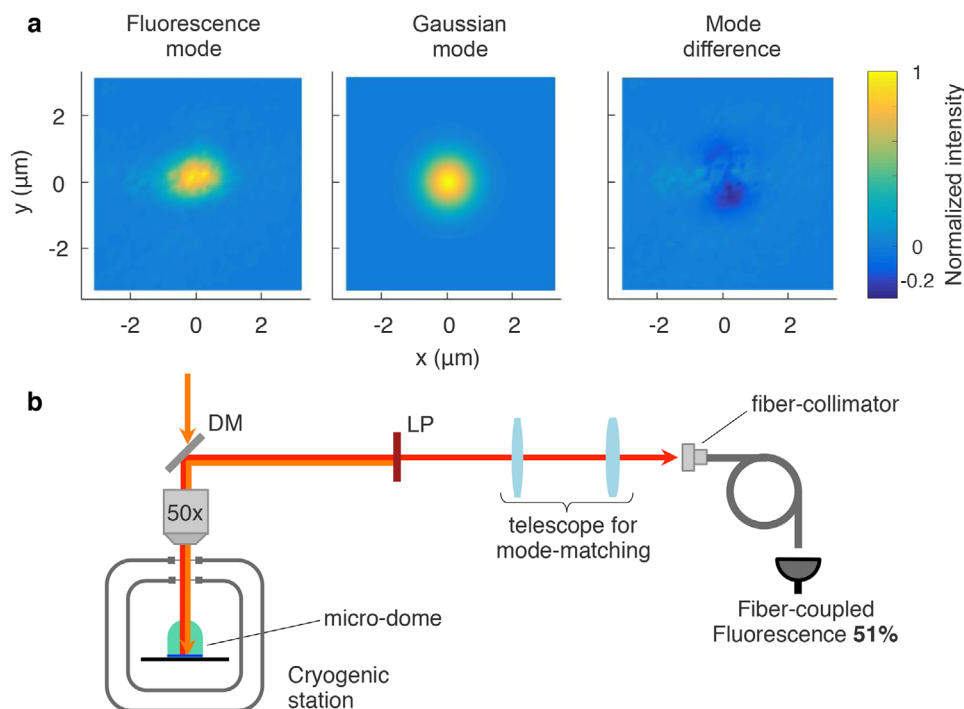 a
Fluorescence
mode
Gaussian
mode
Mode
difference
y (μm)
2
0
-2
-2
0
2
-2
0
2
-2
0
2
x (μm)
1
0
-0.2
Normalized intensity
b
DM
LP
fiber-collimator
50x
telescope for
mode-matching
micro-dome
Cryogenic
station
Fiber-coupled
Fluorescence 51%